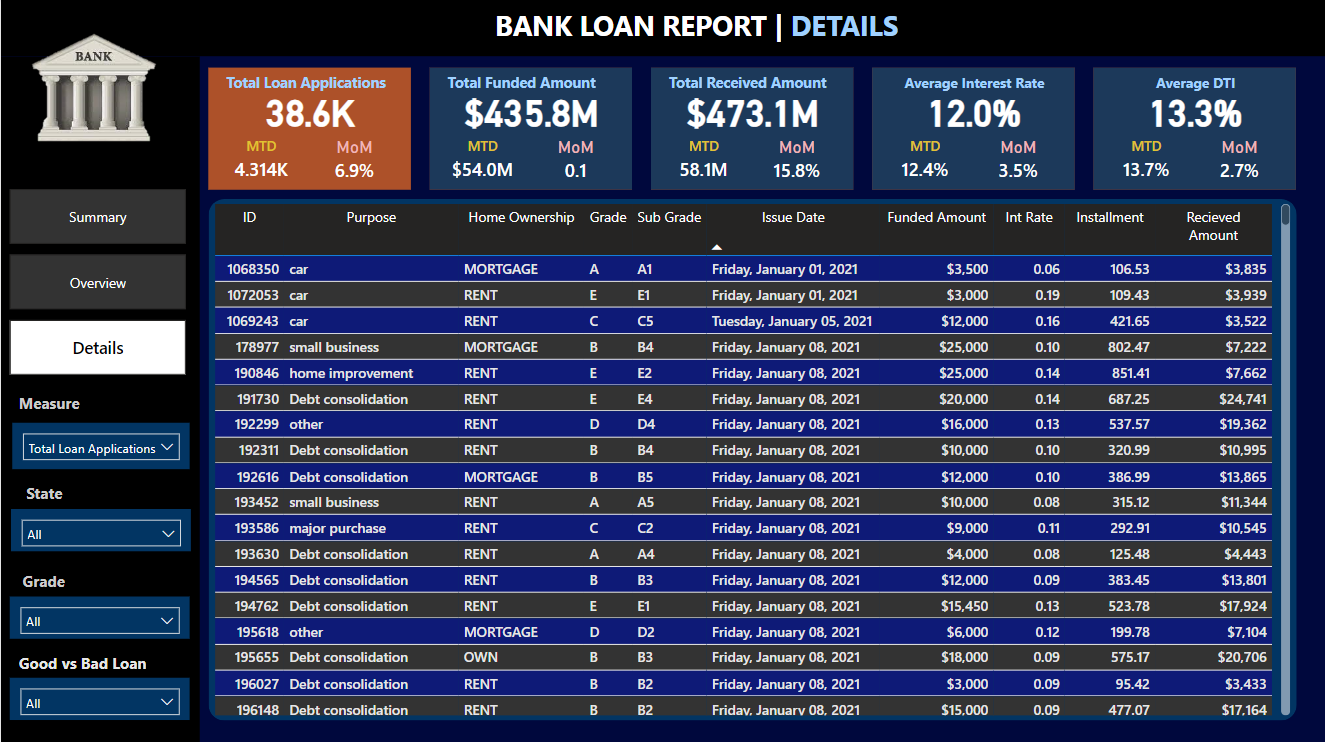 BANK LOAN REPORT | DETAILS
BANK
Total Loan Applications
38.6K
MTD MoM
4.314K 6.9%
Total Funded Amount
$435.8M
MTD MoM
$54.0M 0.1
Total Received Amount
$473.1M
MTD MoM
58.1M 15.8%
Average Interest Rate
12.0%
MTD MoM
12.4% 3.5%
Average DTI
13.3%
MTD MoM
13.7% 2.7%
Summary
Overview
Details
Measure
Total Loan Applications
State
All
Grade
All
Good vs Bad Loan
All
ID Purpose Home Ownership Grade Sub Grade Issue Date Funded Amount Int Rate Installment Recieved
Amount
1068350 car MORTGAGE A A1 Friday, January 01, 2021 $3,500 0.06 106.53 $3,835
1072053 car RENT E E1 Friday, January 01, 2021 $3,000 0.19 109.43 $3,939
1069243 car RENT C C5 Tuesday, January 05, 2021 $12,000 0.16 421.65 $3,522
178977 small business MORTGAGE B B4 Friday, January 08, 2021 $25,000 0.10 802.47 $7,222
190846 home improvement RENT E E2 Friday, January 08, 2021 $25,000 0.14 851.41 $7,662
191730 Debt consolidation RENT E E4 Friday, January 08, 2021 $20,000 0.14 687.25 $24,741
192299 other RENT D D4 Friday, January 08, 2021 $16,000 0.13 537.57 $19,362
192311 Debt consolidation RENT B B4 Friday, January 08, 2021 $10,000 0.10 320.99 $10,995
192616 Debt consolidation MORTGAGE B B5 Friday, January 08, 2021 $12,000 0.10 386.99 $13,865
193452 small business RENT A A5 Friday, January 08, 2021 $10,000 0.08 315.12 $11,344
193586 major purchase RENT C C2 Friday, January 08, 2021 $9,000 0.11 292.91 $10,545
193630 Debt consolidation RENT A A4 Friday, January 08, 2021 $4,000 0.08 125.48 $4,443
194565 Debt consolidation RENT B B3 Friday, January 08, 2021 $12,000 0.09 383.45 $13,801
194762 Debt consolidation RENT E E1 Friday, January 08, 2021 $15,450 0.13 523.78 $17,924
195618 other MORTGAGE D D2 Friday, January 08, 2021 $6,000 0.12 199.78 $7,104
195655 Debt consolidation OWN B B3 Friday, January 08, 2021 $18,000 0.09 575.17 $20,706
196027 Debt consolidation RENT B B2 Friday, January 08, 2021 $3,000 0.09 95.42 $3,433
196148 Debt consolidation RENT B B2 Friday, January 08, 2021 $15,000 0.09 477.07 $17,164